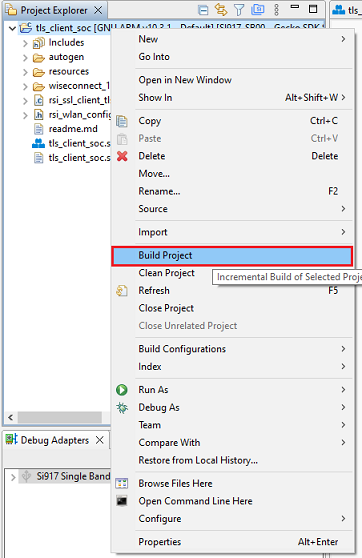 Project Explorer
tls_client_soc [GNU ARM v10.3.1 - Default] [SI917-SB00 - Gecko SDK
Includes
autogen
resources
wiseconnect_1
rsi_ssl_client_tl
rsi_wlan_config
readme.md
tls_client_soc.s
tls_client_soc.s
New
Go Into
Open in New Window
Show In Alt+Shift+W
Copy Ctrl+C
Paste Ctrl+V
Delete Delete
Move...
Rename... F2
Source
Import
Build Project
Clean Project
Incremental Build of Selected Proje
Refresh F5
Close Project
Close Unrelated Project
Build Configurations
Index
Run As
Debug As
Team
Compare With
Restore from Local History...
Browse Files Here
Open Command Line Here
Configure
Properties Alt+Enter
Debug Adapters
Si917 Single Band
tls_